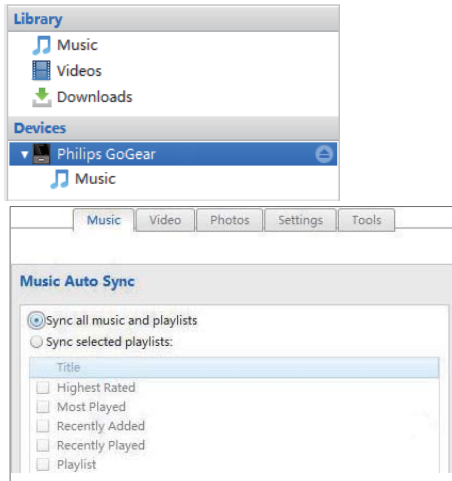 Library
Music
Videos
Downloads
Devices
Philips GoGear
Music
Music Video Photos Settings Tools
Music Auto Sync
Sync all music and playlists
Sync selected playlists:
Title
Highest Rated
Most Played
Recently Added
Recently Played
Playlist